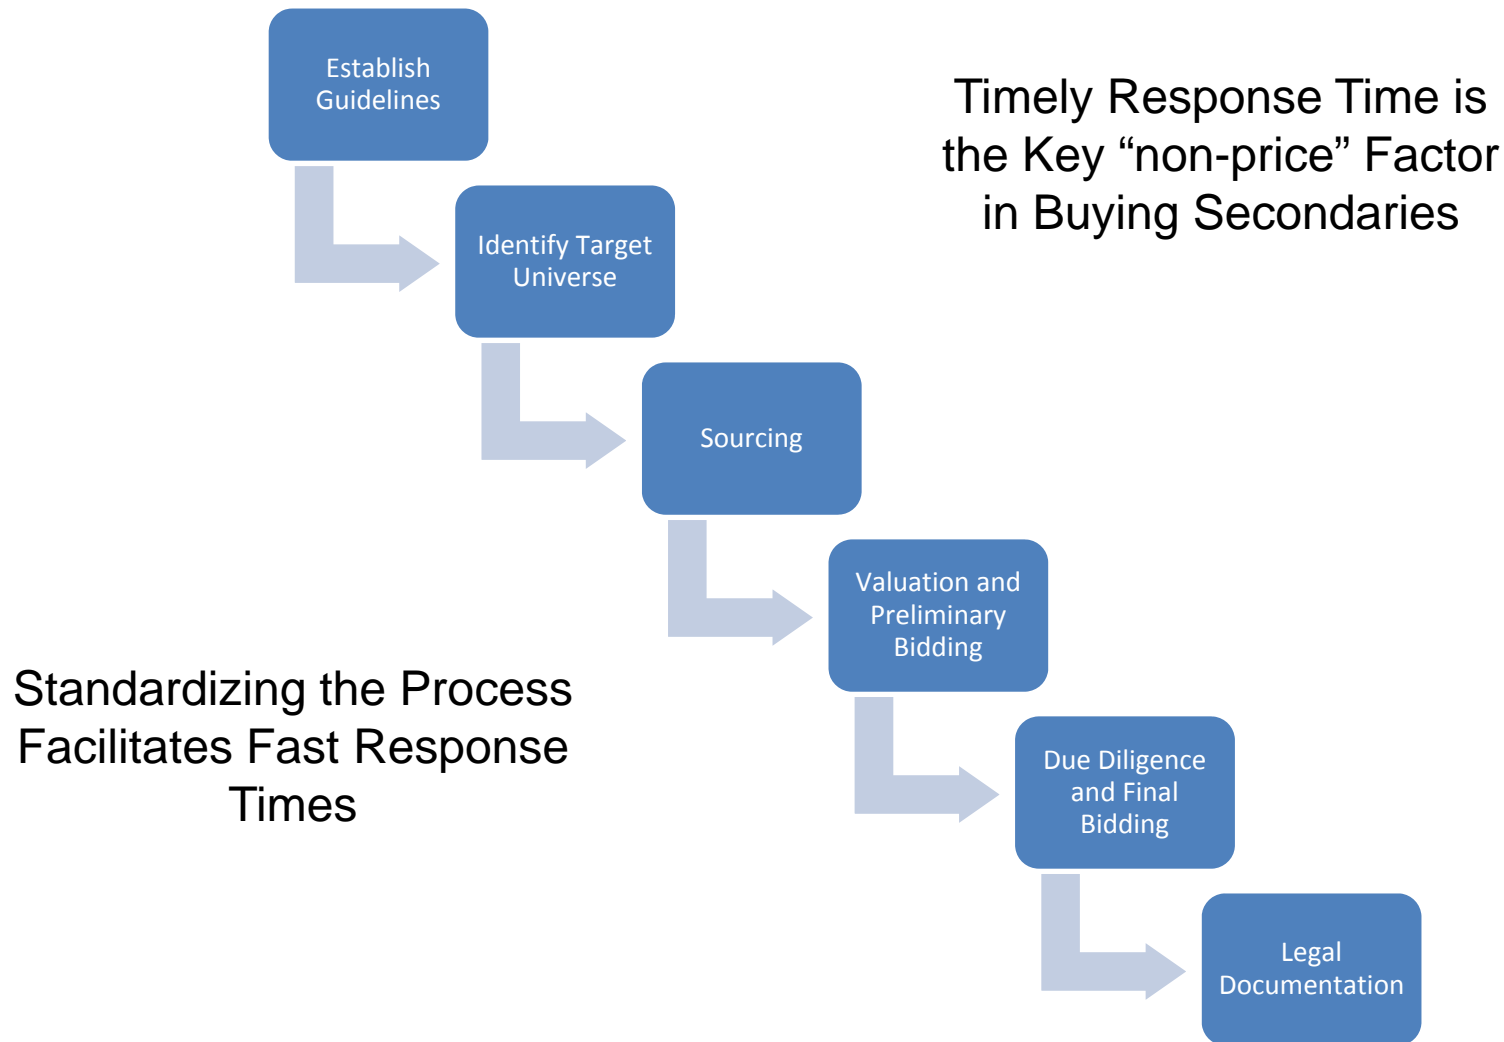 Establish
Guidelines
Timely Response Time is
the Key “non-price” Factor
in Buying Secondaries
Identify Target
Universe
Sourcing
Valuation and
Preliminary
Bidding
Standardizing the Process
Facilitates Fast Response
Times
Due Diligence
and Final
Bidding
Legal
Documentation